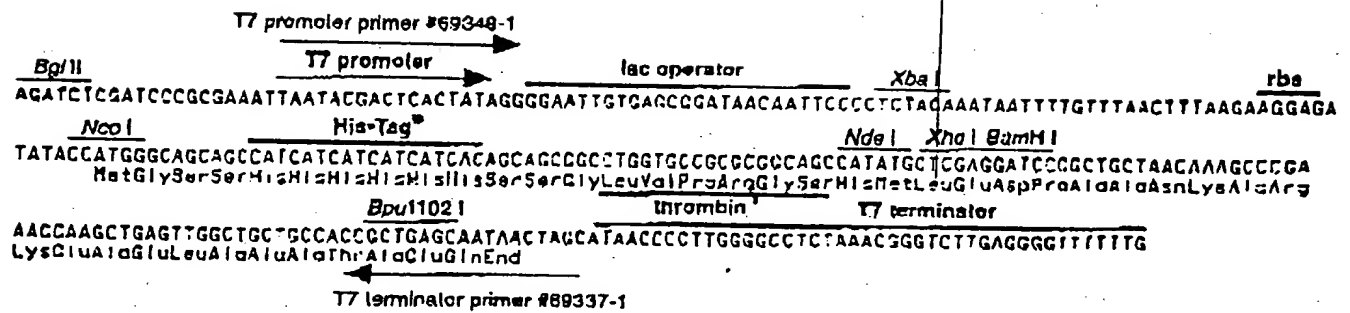 T7 promoter primer #69348-1
T7 promoter
lac operator
Bgl II
Xba I
rbs
AGATCTCGATCCCGCGAAATTAATACGACTCACTATAGGGGAATTGTGAGCGGATAACAATTCCCCTCTAGAAATAATTTTGTTTAACTTTAAGAAGGAGA
Nco I
His•Tag®
Nde I
Xho I
BamH I
TATACCATGGGCAGCAGCCATCATCATCATCATCACAGCAGCGGCCTGGTGCCGCGCGGCAGCCATATGCTCGAGGATCCGGCTGCTAACAAAGCCCGA
MetGlySerSerHisHisHisHisHisHisSerSerGlyLeuValProArgGlySerHisMetLeuGluAspProAlaAlaAsnLysAlaArg
Bpu1102 I
thrombin
T7 terminator
AACCAAGCTGAGTTGGCTGCTGCCACCGCTGAGCAATAACTAGCATAACCCCTTGGGGCCTCTAAACGGGTCTTGAGGGGTTTTTTG
LysCluAlaGluLeuAlaAlaAlaThrAlaGluGlnEnd
T7 terminator primer #69337-1